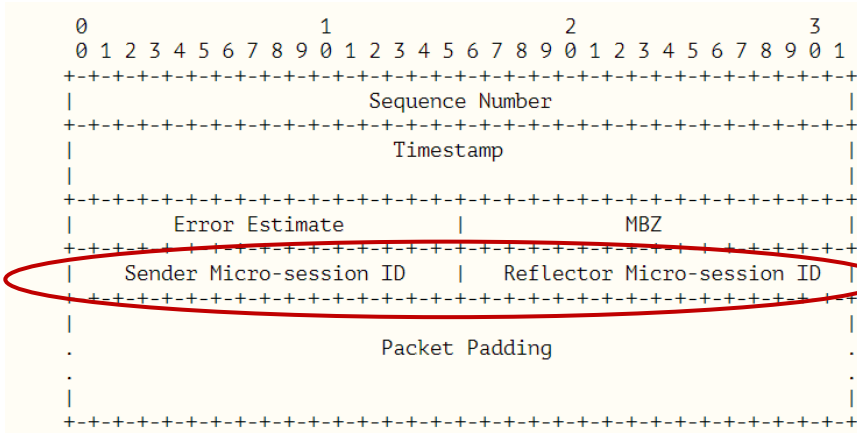 0                   1                   2                   3
0 1 2 3 4 5 6 7 8 9 0 1 2 3 4 5 6 7 8 9 0 1 2 3 4 5 6 7 8 9 0 1
+-+-+-+-+-+-+-+-+-+-+-+-+-+-+-+-+-+-+-+-+-+-+-+-+-+-+-+-+-+-+-+-+
|                        Sequence Number                        |
+-+-+-+-+-+-+-+-+-+-+-+-+-+-+-+-+-+-+-+-+-+-+-+-+-+-+-+-+-+-+-+-+
|                          Timestamp                            |
|                                                               |
+-+-+-+-+-+-+-+-+-+-+-+-+-+-+-+-+-+-+-+-+-+-+-+-+-+-+-+-+-+-+-+-+
|        Error Estimate         |             MBZ               |
+-+-+-+-+-+-+-+-+-+-+-+-+-+-+-+-+-+-+-+-+-+-+-+-+-+-+-+-+-+-+-+-+
|    Sender Micro-session ID    |   Reflector Micro-session ID  |
+-+-+-+-+-+-+-+-+-+-+-+-+-+-+-+-+-+-+-+-+-+-+-+-+-+-+-+-+-+-+-+-+
|                                                               |
.                         Packet Padding                        .
.                                                               .
|                                                               |
+-+-+-+-+-+-+-+-+-+-+-+-+-+-+-+-+-+-+-+-+-+-+-+-+-+-+-+-+-+-+-+-+